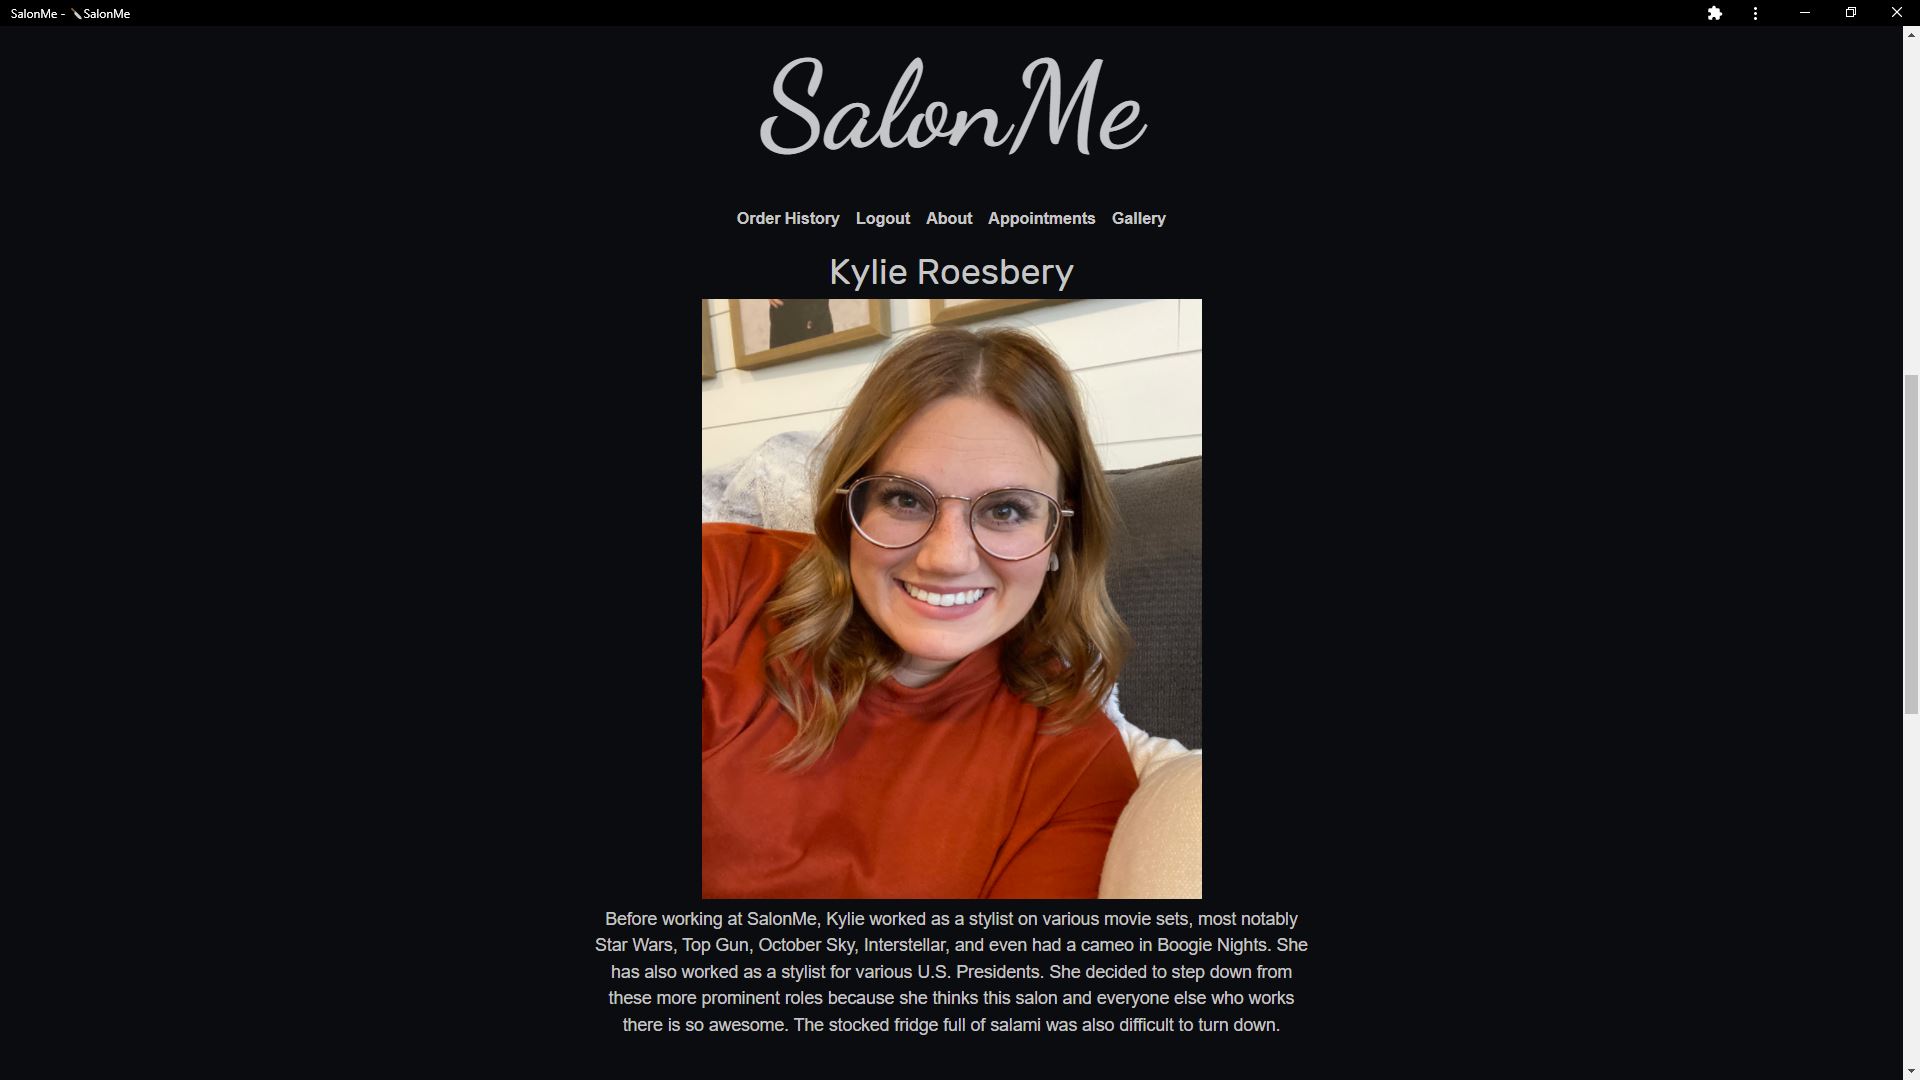 SalonMe - SalonMe
SalonMe
Order History Logout About Appointments Gallery
Kylie Roesbery
Before working at SalonMe, Kylie worked as a stylist on various movie sets, most notably
Star Wars, Top Gun, October Sky, Interstellar, and even had a cameo in Boogie Nights. She
has also worked as a stylist for various U.S. Presidents. She decided to step down from
these more prominent roles because she thinks this salon and everyone else who works
there is so awesome. The stocked fridge full of salami was also difficult to turn down.